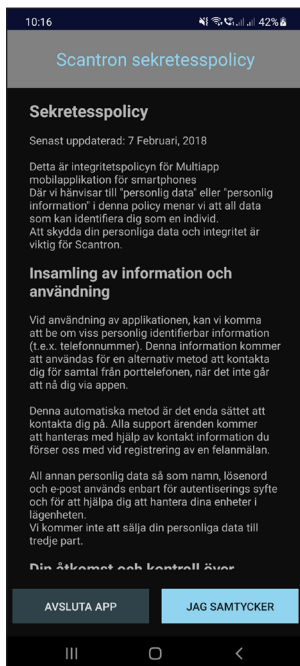 10:16
42%
Scantron sekretesspolicy
Sekretesspolicy
Senast uppdaterad: 7 Februari, 2018
Detta är integritetspolicyn för Multiapp
mobilapplikation för smartphones
Där vi hänvisar till "personlig data" eller "personlig
information" i denna policy menar vi att all data
som kan identifiera dig som en individ.
Att skydda din personliga data och integritet är
viktig för Scantron.
Insamling av information och
användning
Vid användning av applikationen, kan vi komma
att be om viss personlig identifierbar information
(t.e.x. telefonnummer). Denna information kommer
att användas för en alternativ metod att kontakta
dig för samtal från porttelefonen, när det inte går
att nå dig via appen.
Denna automatiska metod är det enda sättet att
kontakta dig på. Alla support ärenden kommer
att hanteras med hjälp av kontakt information du
förser oss med vid registrering av en felanmälan.
All annan personlig data så som namn, lösenord
och e-post används enbart för autentiserings syfte
och för att hjälpa dig att hantera dina enheter i
lägenheten.
Vi kommer inte att sälja din personliga data till
tredje part.
Din åtkomst och kontroll över
AVSLUTA APP
JAG SAMTYCKER